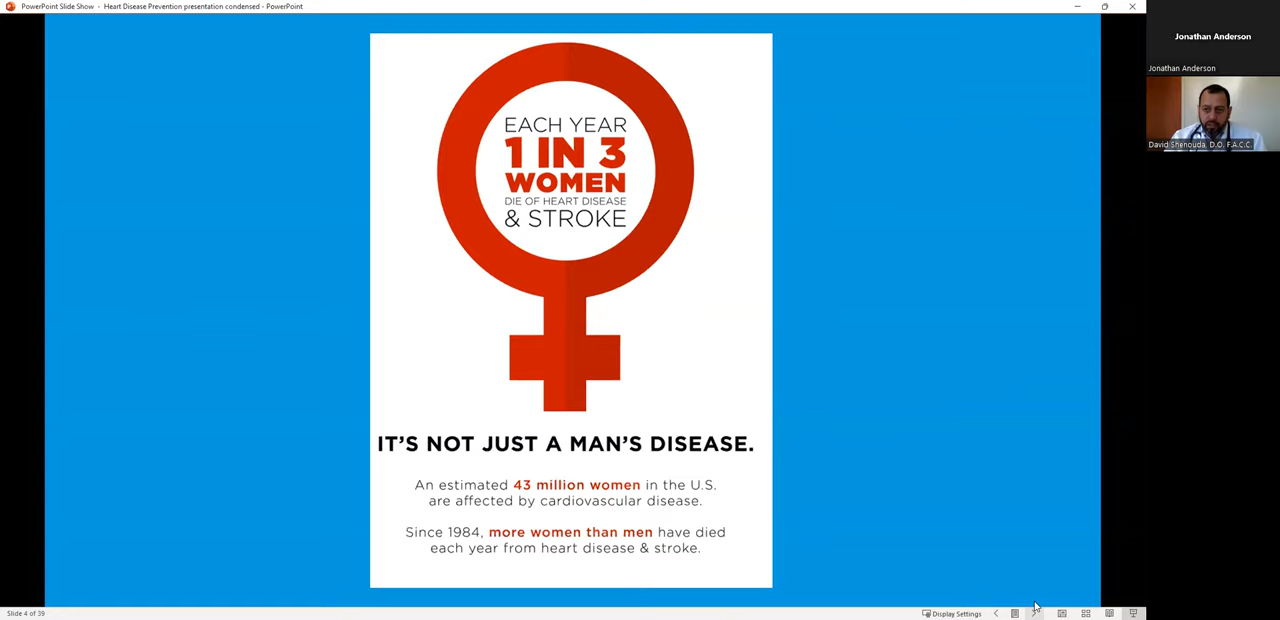 PowerPoint Slide Show - Heart Disease Prevention presentation condensed - PowerPoint
Jonathan Anderson
Jonathan Anderson
David Shenouda, D.O. F.A.C.C.
EACH YEAR
1 IN 3
WOMEN
DIE OF HEART DISEASE
& STROKE
IT'S NOT JUST A MAN'S DISEASE.
An estimated 43 million women in the U.S.
are affected by cardiovascular disease.
Since 1984, more women than men have died
each year from heart disease & stroke.
Slide 4 of 39
Display Settings